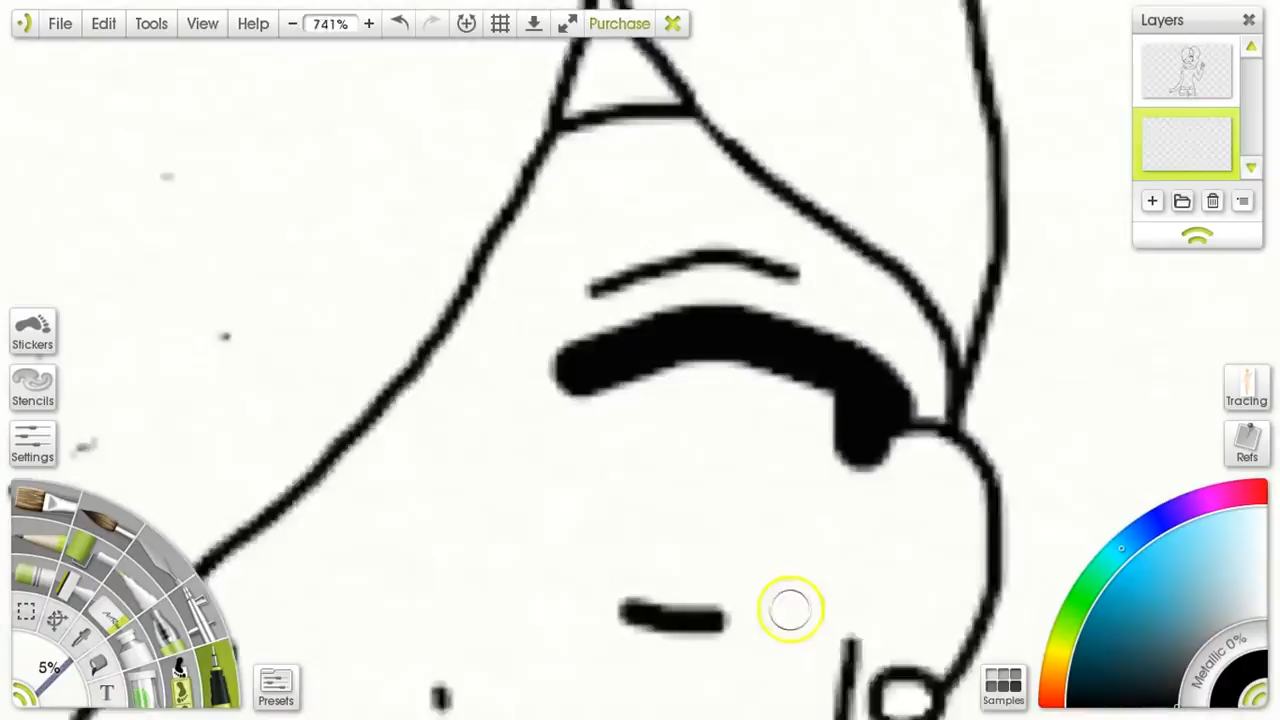 File Edit Tools View Help 741% Purchase
Layers
Stickers
Stencils
Settings
Tracing
Refs
5%
T
Presets
Samples
Metallic 0%